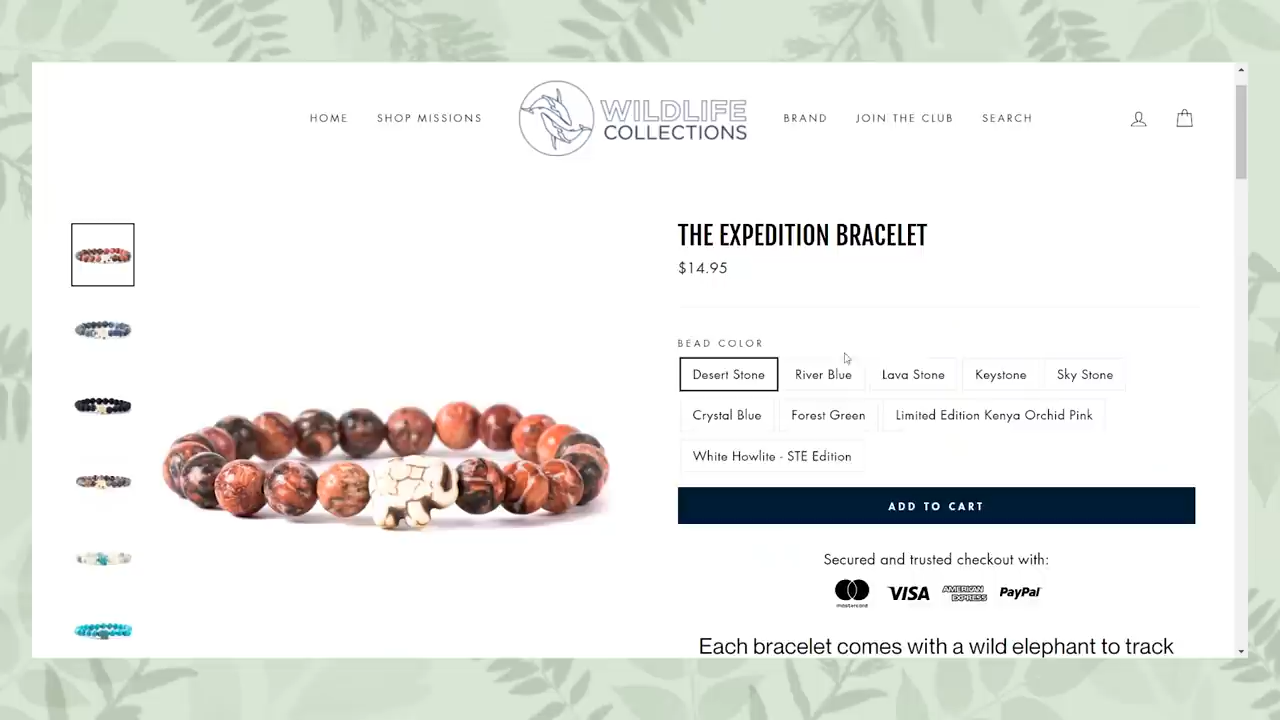 HOME SHOP MISSIONS WILDLIFE COLLECTIONS BRAND JOIN THE CLUB SEARCH
THE EXPEDITION BRACELET
$14.95
BEAD COLOR
Desert Stone River Blue Lava Stone Keystone Sky Stone
Crystal Blue Forest Green Limited Edition Kenya Orchid Pink
White Howlite - STE Edition
ADD TO CART
Secured and trusted checkout with:
mastercard VISA AMERICAN EXPRESS PayPal
Each bracelet comes with a wild elephant to track